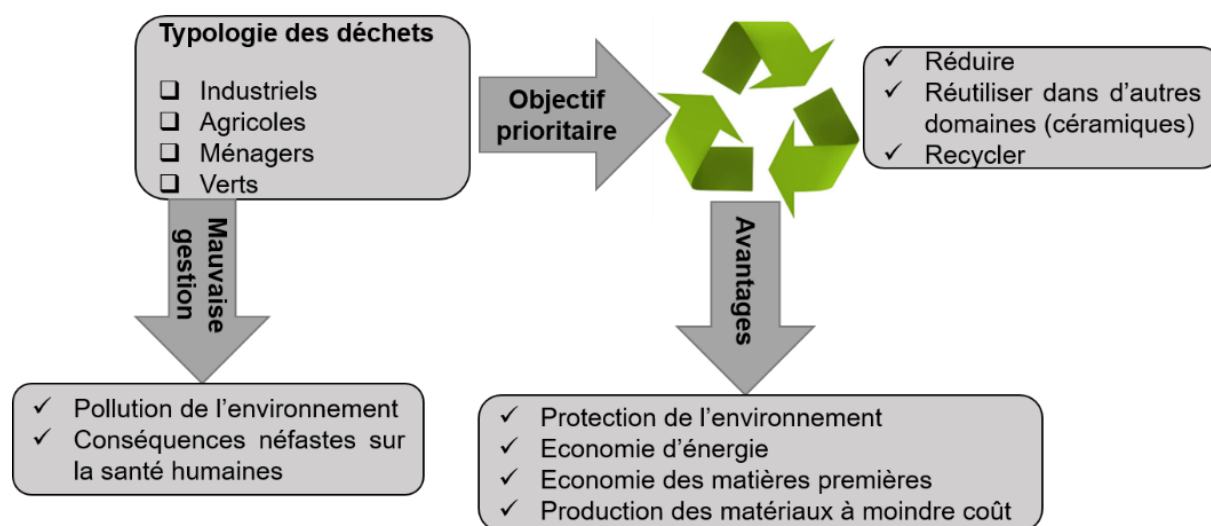 Typologie des déchets
Industriels
Agricoles
Ménagers
Verts
Objectif
prioritaire
Réduire
Réutiliser dans d’autres
domaines (céramiques)
Recycler
Mauvaise
gestion
Avantages
Pollution de l’environnement
Conséquences néfastes sur
la santé humaines
Protection de l’environnement
Economie d’énergie
Economie des matières premières
Production des matériaux à moindre coût